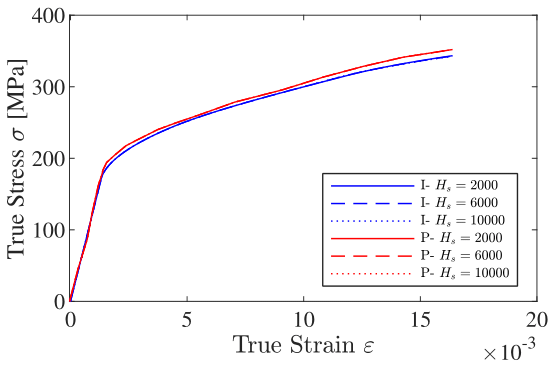 400
300
200
100
0
True Stress σ [MPa]
I- Hₛ = 2000
I- Hₛ = 6000
I- Hₛ = 10000
P- Hₛ = 2000
P- Hₛ = 6000
P- Hₛ = 10000
0 5 10 15 20
True Strain ε
×10⁻³